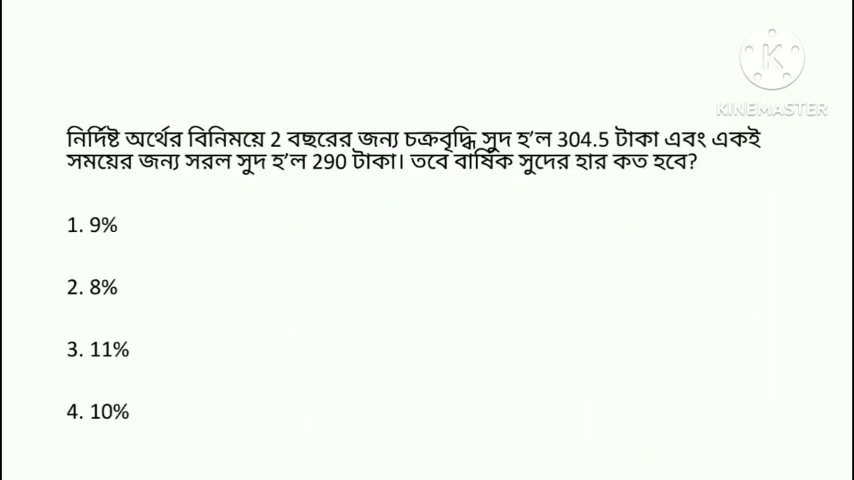 KINEMASTER
নির্দিষ্ট অর্থের বিনিময়ে 2 বছরের জন্য চক্রবৃদ্ধি সুদ হ’ল 304.5 টাকা এবং একই
সময়ের জন্য সরল সুদ হ’ল 290 টাকা। তবে বার্ষিক সুদের হার কত হবে?
1. 9%
2. 8%
3. 11%
4. 10%